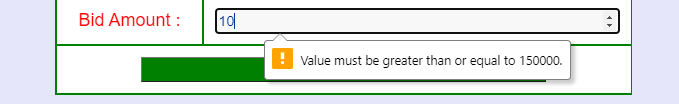 Bid Amount :
10
Value must be greater than or equal to 150000.